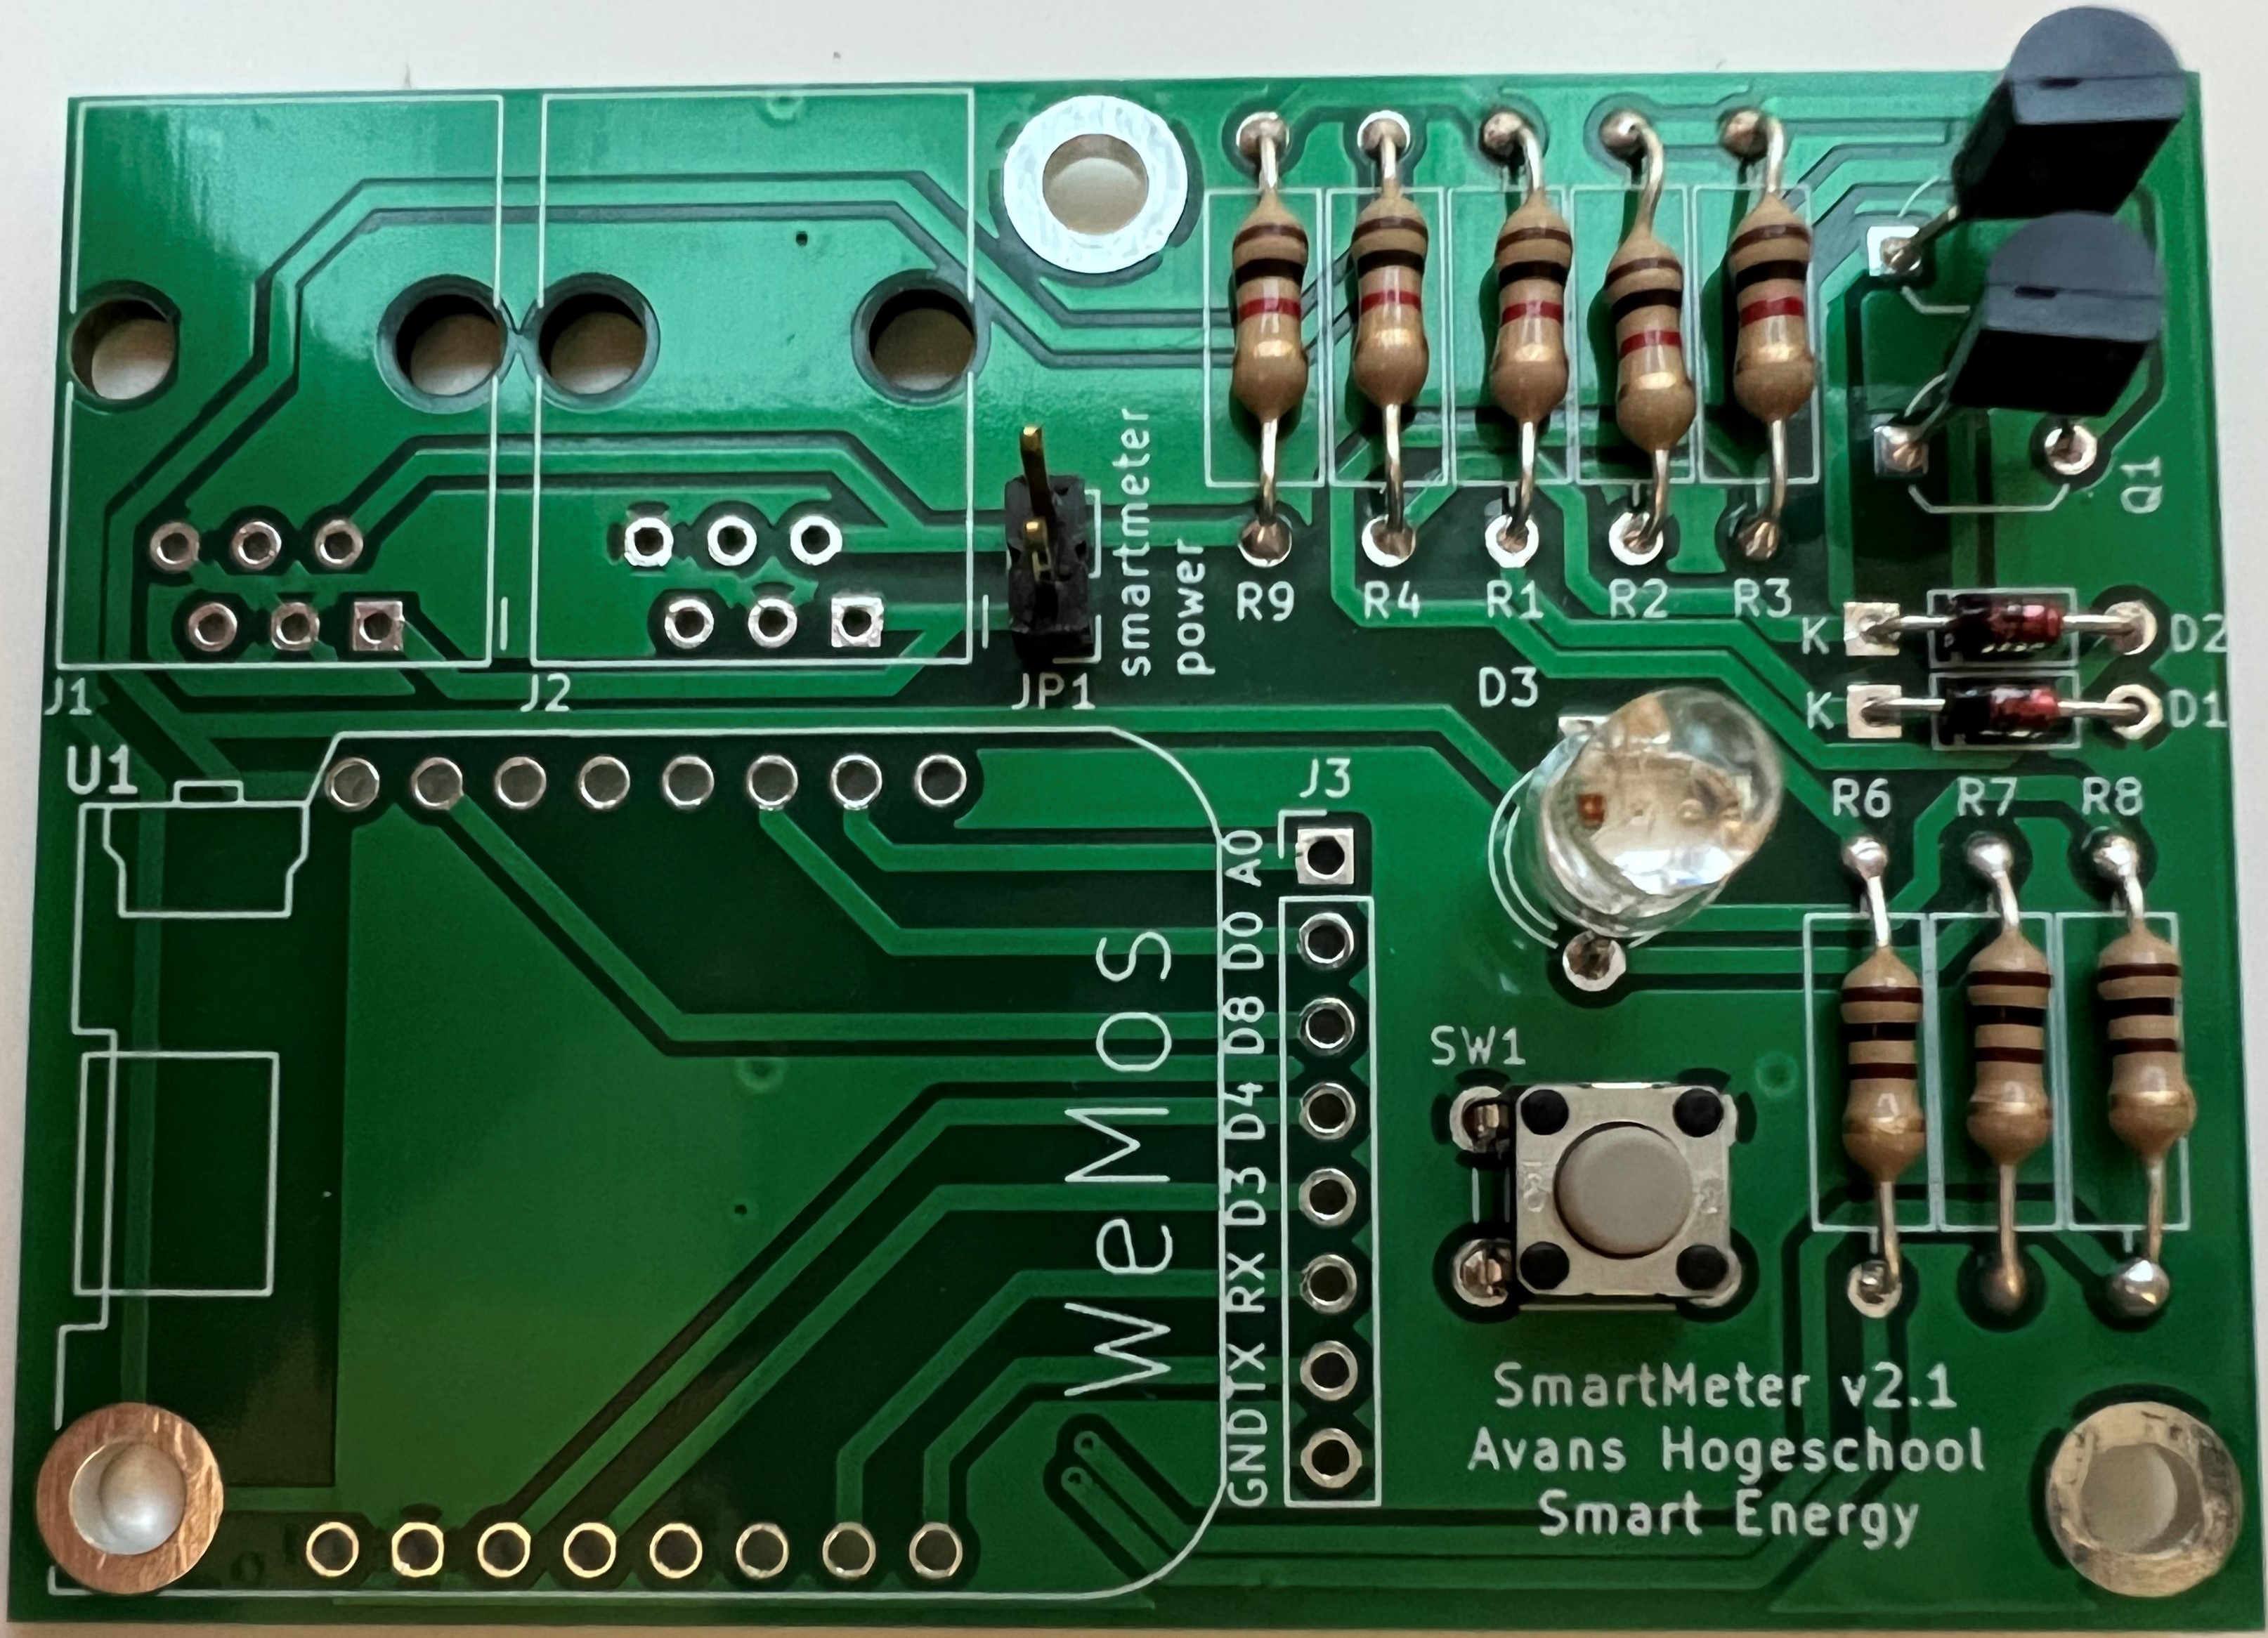 smartmeter
power
R9
R4
R1
R2
R3
Q1
K
D2
K
D1
J1
J2
JP1
D3
U1
J3
R6
R7
R8
A0
D0
D8
D4
D3
RX
TX
GND
WeMos
SW1
SmartMeter v2.1
Avans Hogeschool
Smart Energy